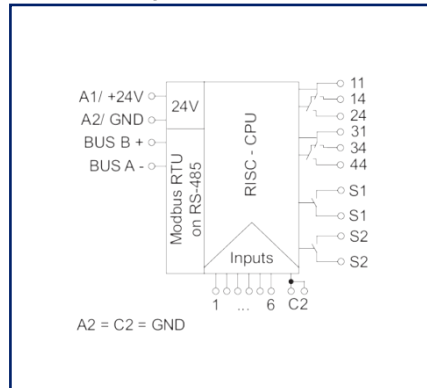 A1/ +24V
A2/ GND
BUS B +
BUS A -
24V
Modbus RTU
on RS-485
RISC - CPU
Inputs
11
14
24
31
34
44
S1
S1
S2
S2
1 ... 6 C2
A2 = C2 = GND